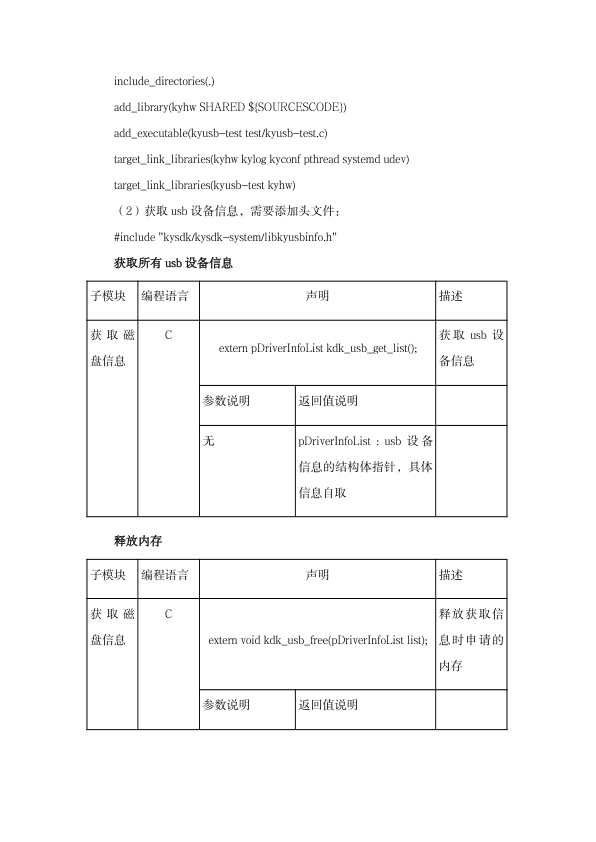 include_directories(.)
add_library(kyhw SHARED ${SOURCESCODE})
add_executable(kyusb-test test/kyusb-test.c)
target_link_libraries(kyhw kylog kyconf pthread systemd udev)
target_link_libraries(kyusb-test kyhw)
（2）获取 usb 设备信息，需要添加头文件；
#include "kysdk/kysdk-system/libkyusbinfo.h"
获取所有 usb 设备信息
子模块 编程语言 声明 描述
获取磁 C extern pDriverInfoList kdk_usb_get_list(); 获取 usb 设
盘信息 备信息
参数说明 返回值说明
无 pDriverInfoList : usb 设备
信息的结构体指针，具体
信息自取
释放内存
子模块 编程语言 声明 描述
获取磁 C extern void kdk_usb_free(pDriverInfoList list); 释放获取信
盘信息 息时申请的
内存
参数说明 返回值说明